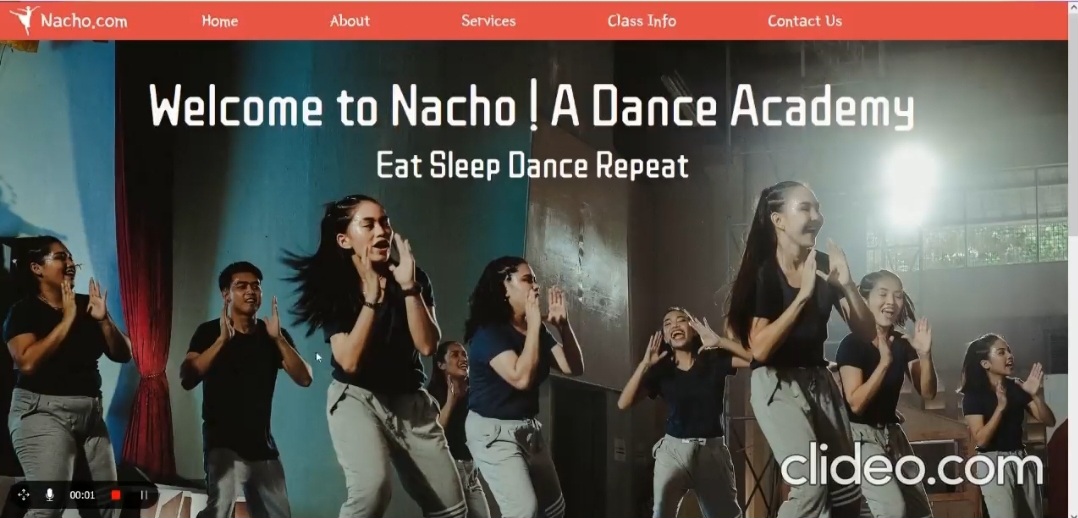 Nacho.com Home About Services Class Info Contact Us
Welcome to Nacho ! A Dance Academy
Eat Sleep Dance Repeat
clideo.com
00:01